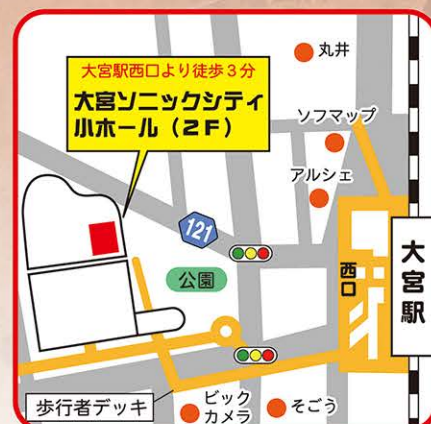 大宮駅西口より徒歩3分
大宮ソニックシティ
小ホール（2F）
丸井
ソフマップ
アルシェ
121
公園
西口
大宮駅
歩行者デッキ
ビック
カメラ
そごう